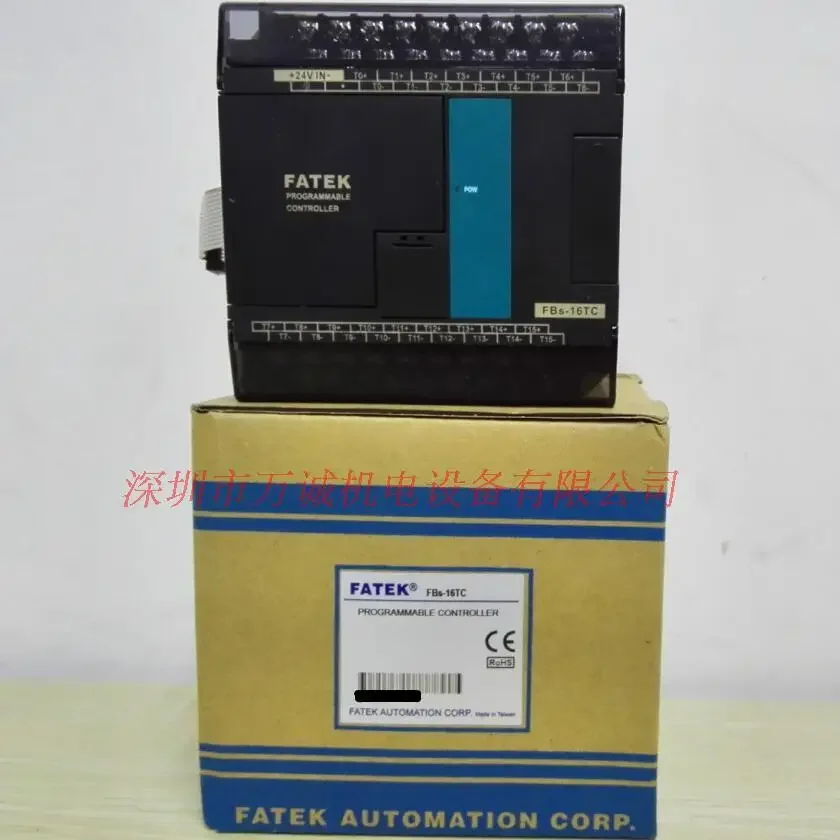 +24V IN-
T0+ T1+ T2+ T3+ T4+ T5+ T6+
T0- T1- T2- T3- T4- T5- T6-
FATEK
PROGRAMMABLE
CONTROLLER
POW
FBs-16TC
T7+ T8+ T9+ T10+ T11+ T12+ T13+ T14+ T15+
T7- T8- T9- T10- T11- T12- T13- T14- T15-
深圳市万诚机电设备有限公司
FATEK® FBs-16TC
PROGRAMMABLE CONTROLLER
CE
RoHS
FATEK AUTOMATION CORP. Made in Taiwan
FATEK AUTOMATION CORP.